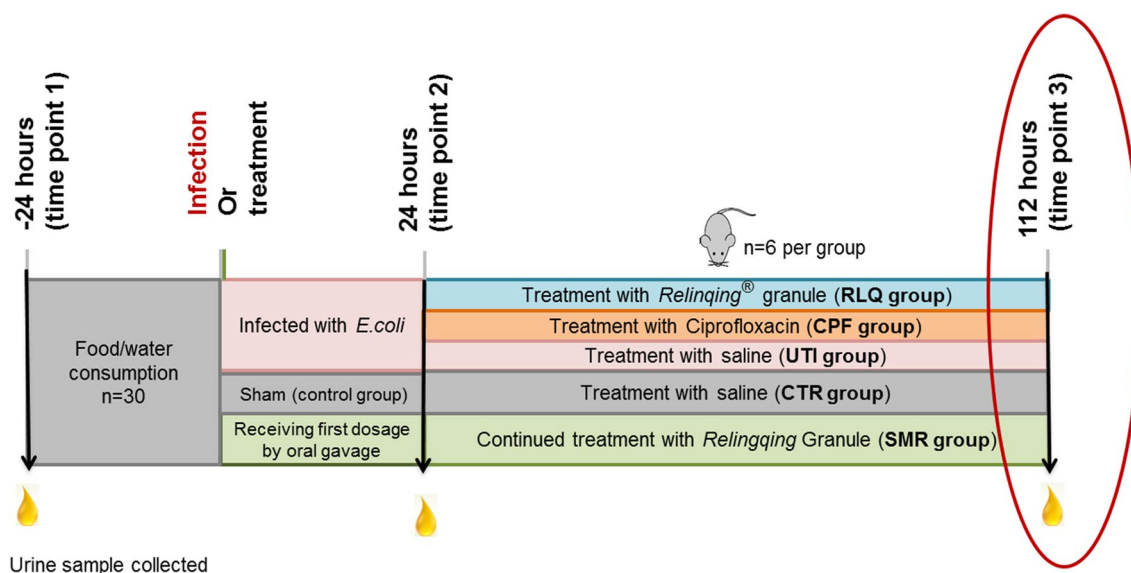 -24 hours
(time point 1)
Infection
Or
treatment
24 hours
(time point 2)
112 hours
(time point 3)
n=6 per group
Food/water
consumption
n=30
Infected with E.coli
Sham (control group)
Receiving first dosage
by oral gavage
Treatment with Relinqing® granule (RLQ group)
Treatment with Ciprofloxacin (CPF group)
Treatment with saline (UTI group)
Treatment with saline (CTR group)
Continued treatment with Relingqing Granule (SMR group)
Urine sample collected